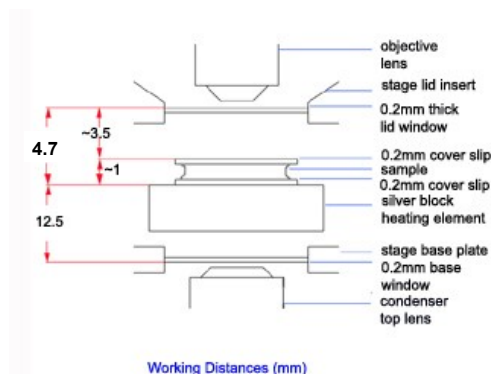 objective
lens
stage lid insert
0.2mm thick
lid window
~3.5
4.7
0.2mm cover slip
sample
~1
0.2mm cover slip
silver block
heating element
12.5
stage base plate
0.2mm base
window
condenser
top lens
Working Distances (mm)